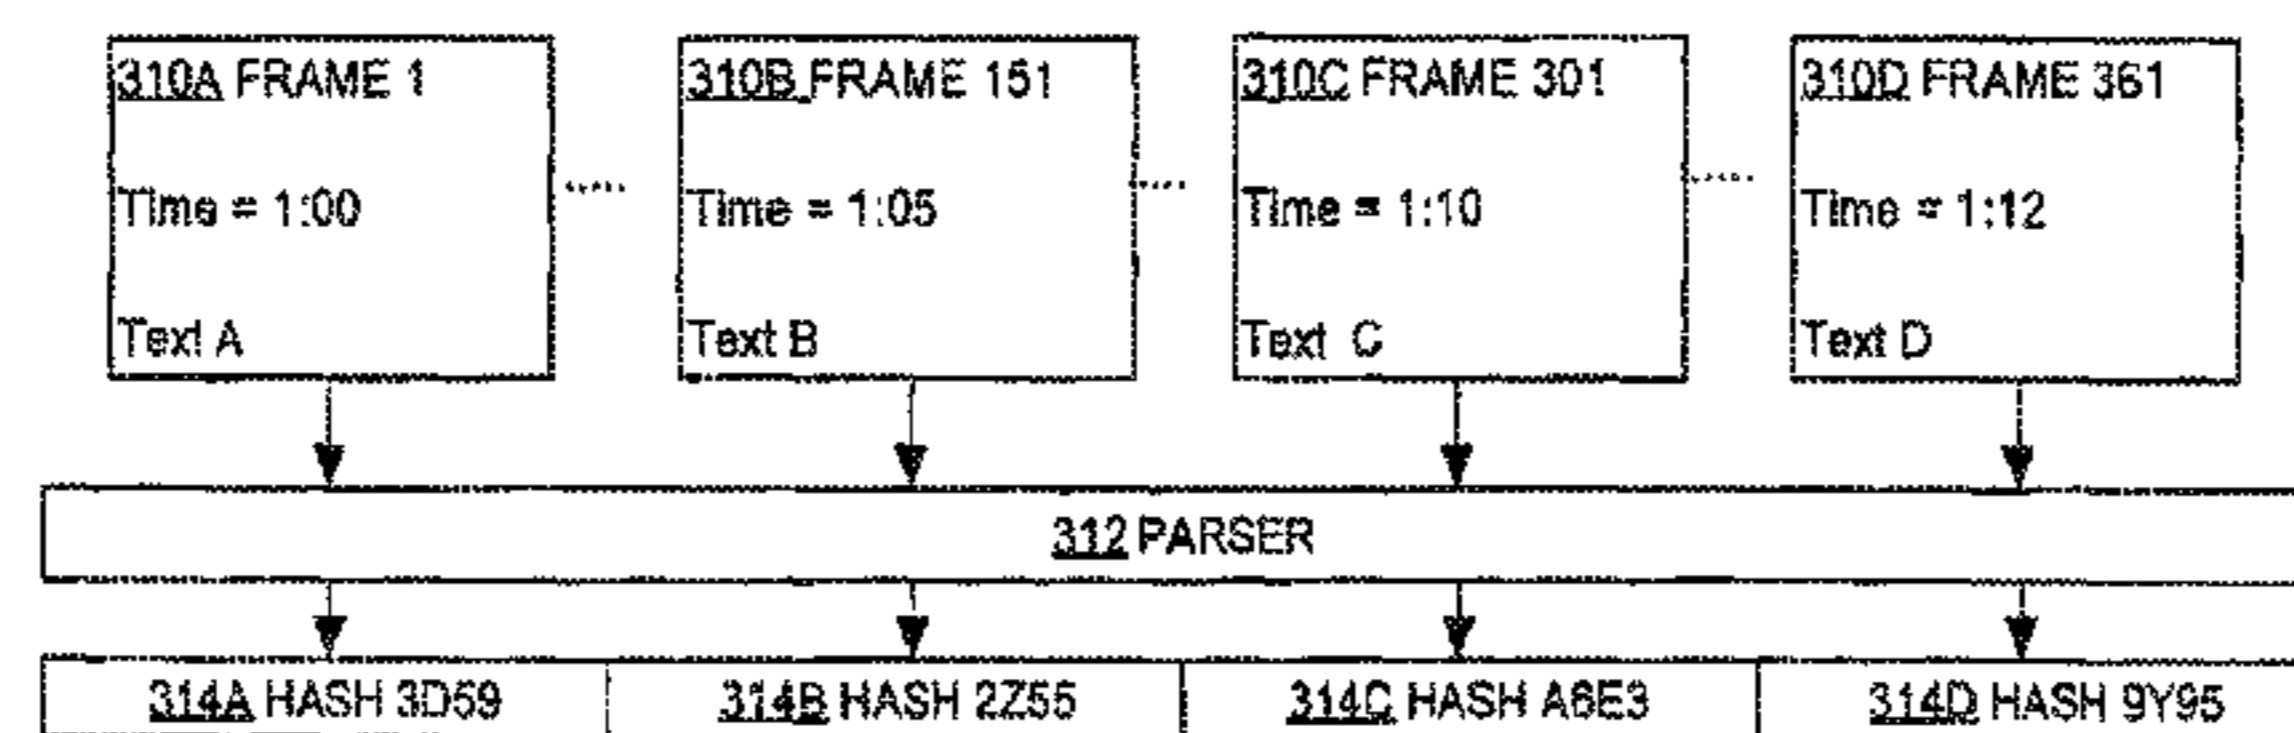 310A FRAME 1
Time = 1:00
Text A
310B FRAME 151
Time = 1:05
Text B
310C FRAME 301
Time = 1:10
Text C
310D FRAME 361
Time = 1:12
Text D
312 PARSER
314A HASH 3D59
314B HASH 2Z55
314C HASH A6E3
314D HASH 9Y95